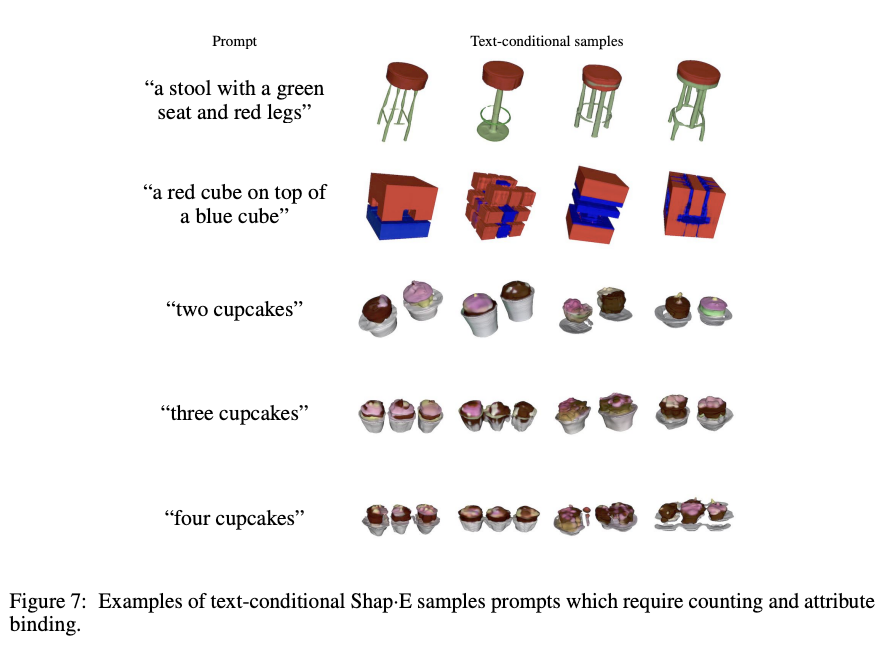 Prompt
Text-conditional samples
“a stool with a green
seat and red legs”
“a red cube on top of
a blue cube”
“two cupcakes”
“three cupcakes”
“four cupcakes”
Figure 7: Examples of text-conditional Shap·E samples prompts which require counting and attribute
binding.